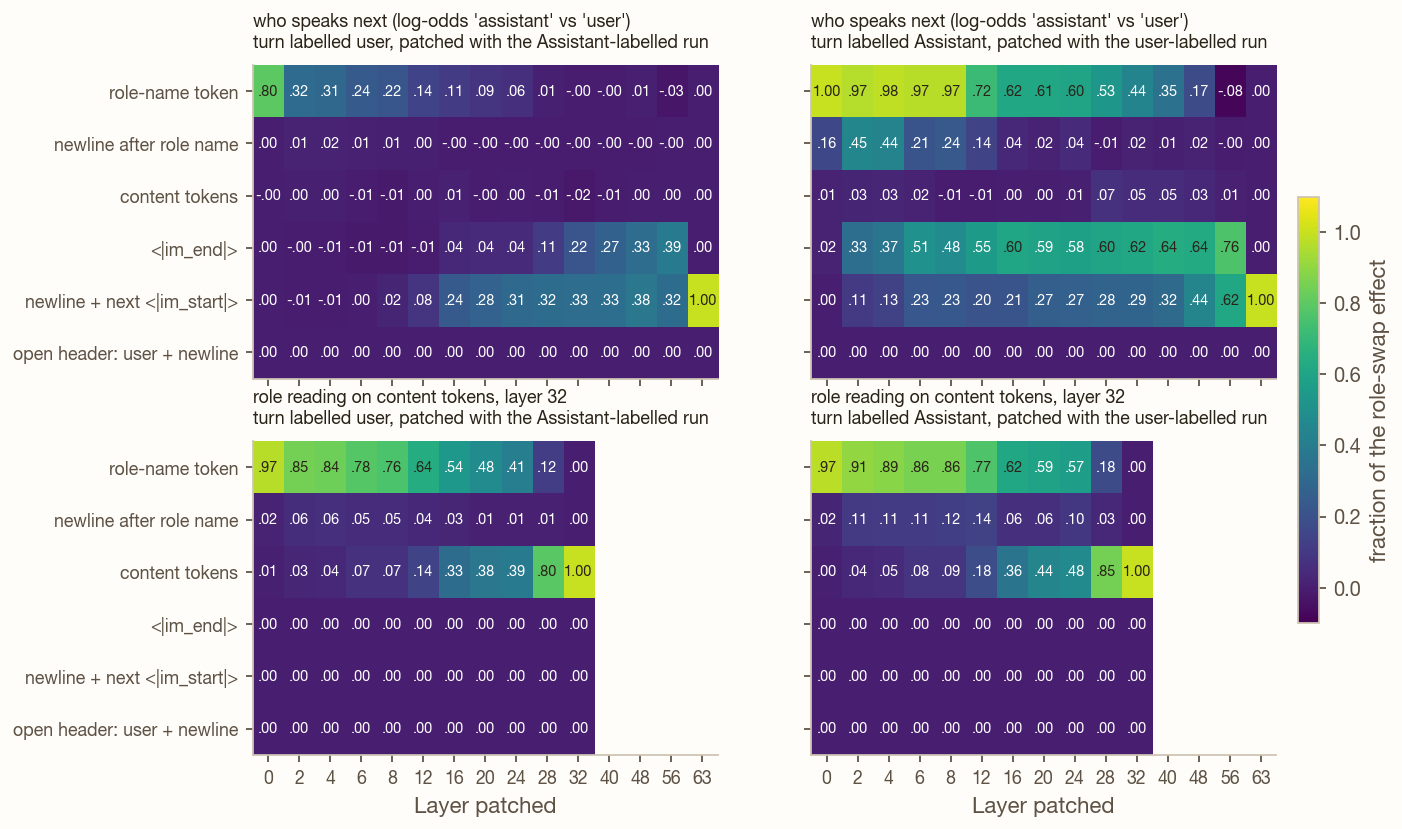 who speaks next (log-odds 'assistant' vs 'user')
turn labelled user, patched with the Assistant-labelled run
role-name token .80 .32 .31 .24 .22 .14 .11 .09 .06 .01 -.00 -.00 .01 -.03 .00
newline after role name .00 .01 .02 .01 .01 .00 -.00 -.00 -.00 -.00 -.00 -.00 -.00 .00 .00
content tokens -.00 .00 .00 -.01 -.01 .00 .01 -.00 .00 -.01 -.02 -.01 .00 .00 .00
<|im_end|> .00 -.00 -.01 -.01 -.01 -.01 .04 .04 .04 .11 .22 .27 .33 .39 .00
newline + next <|im_start|> .00 -.01 -.01 .00 .02 .08 .24 .28 .31 .32 .33 .33 .38 .32 1.00
open header: user + newline .00 .00 .00 .00 .00 .00 .00 .00 .00 .00 .00 .00 .00 .00 .00
who speaks next (log-odds 'assistant' vs 'user')
turn labelled Assistant, patched with the user-labelled run
1.00 .97 .98 .97 .97 .72 .62 .61 .60 .53 .44 .35 .17 -.08 .00
.16 .45 .44 .21 .24 .14 .04 .02 .04 -.01 .02 .01 .02 -.00 .00
.01 .03 .03 .02 -.01 -.01 .00 .00 .01 .07 .05 .05 .03 .01 .00
.02 .33 .37 .51 .48 .55 .60 .59 .58 .60 .62 .64 .64 .76 .00
.00 .11 .13 .23 .23 .20 .21 .27 .27 .28 .29 .32 .44 .62 1.00
.00 .00 .00 .00 .00 .00 .00 .00 .00 .00 .00 .00 .00 .00 .00
role reading on content tokens, layer 32
turn labelled user, patched with the Assistant-labelled run
role-name token .97 .85 .84 .78 .76 .64 .54 .48 .41 .12 .00
newline after role name .02 .06 .06 .05 .05 .04 .03 .01 .01 .01 .00
content tokens .01 .03 .04 .07 .07 .14 .33 .38 .39 .80 1.00
<|im_end|> .00 .00 .00 .00 .00 .00 .00 .00 .00 .00 .00
newline + next <|im_start|> .00 .00 .00 .00 .00 .00 .00 .00 .00 .00 .00
open header: user + newline .00 .00 .00 .00 .00 .00 .00 .00 .00 .00 .00
0 2 4 6 8 12 16 20 24 28 32 40 48 56 63
Layer patched
role reading on content tokens, layer 32
turn labelled Assistant, patched with the user-labelled run
.97 .91 .89 .86 .86 .77 .62 .59 .57 .18 .00
.02 .11 .11 .11 .12 .14 .06 .06 .10 .03 .00
.00 .04 .05 .08 .09 .18 .36 .44 .48 .85 1.00
.00 .00 .00 .00 .00 .00 .00 .00 .00 .00 .00
.00 .00 .00 .00 .00 .00 .00 .00 .00 .00 .00
.00 .00 .00 .00 .00 .00 .00 .00 .00 .00 .00
0 2 4 6 8 12 16 20 24 28 32 40 48 56 63
Layer patched
1.0
0.8
0.6
0.4
0.2
0.0
fraction of the role-swap effect